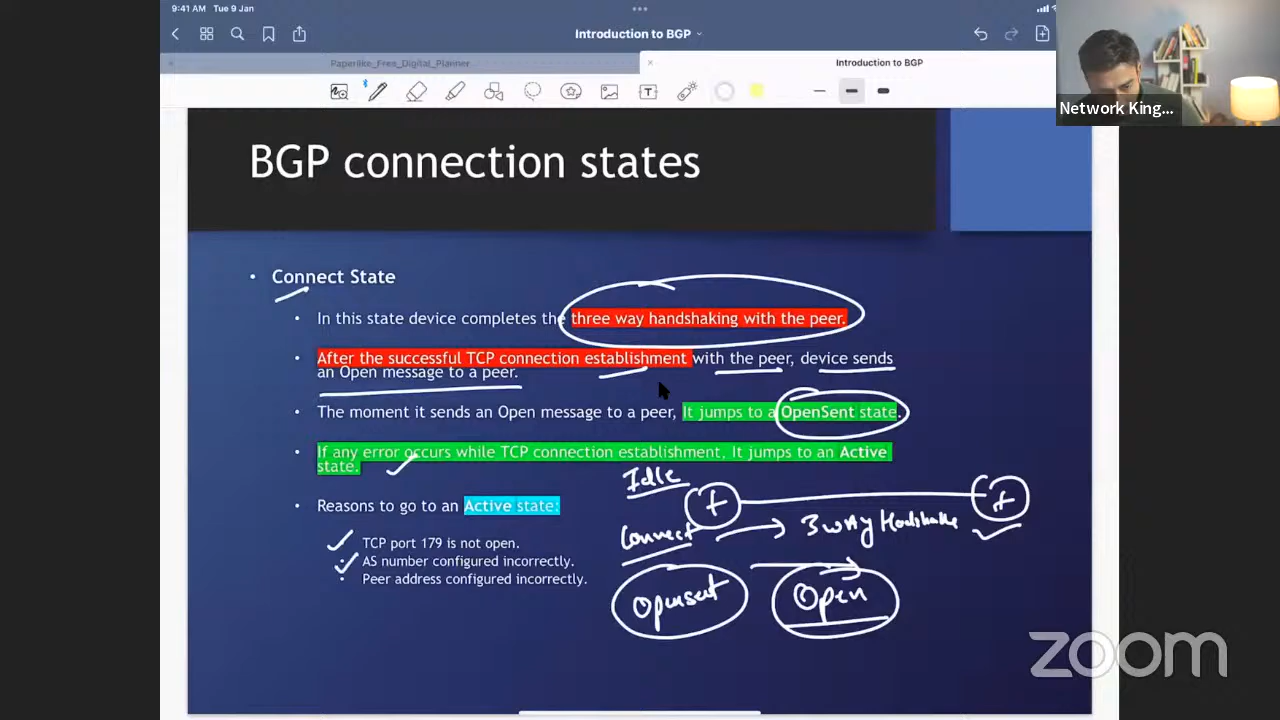 9:41 AM Tue 9 Jan
Introduction to BGP
Paperlike_Free_Digital_Planner
Introduction to BGP
Network King...
BGP connection states
• Connect State
• In this state device completes the three way handshaking with the peer.
• After the successful TCP connection establishment with the peer, device sends
an Open message to a peer.
• The moment it sends an Open message to a peer, It jumps to a OpenSent state.
• If any error occurs while TCP connection establishment, It jumps to an Active
state.
Idle
• Reasons to go to an Active state:
Connect 3 way Handshake
• TCP port 179 is not open.
• AS number configured incorrectly.
• Peer address configured incorrectly.
Opensent Open
zoom